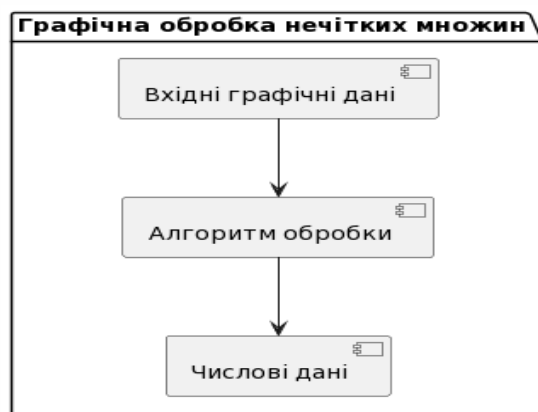 Графічна обробка нечітких множин
Вхідні графічні дані
Алгоритм обробки
Числові дані